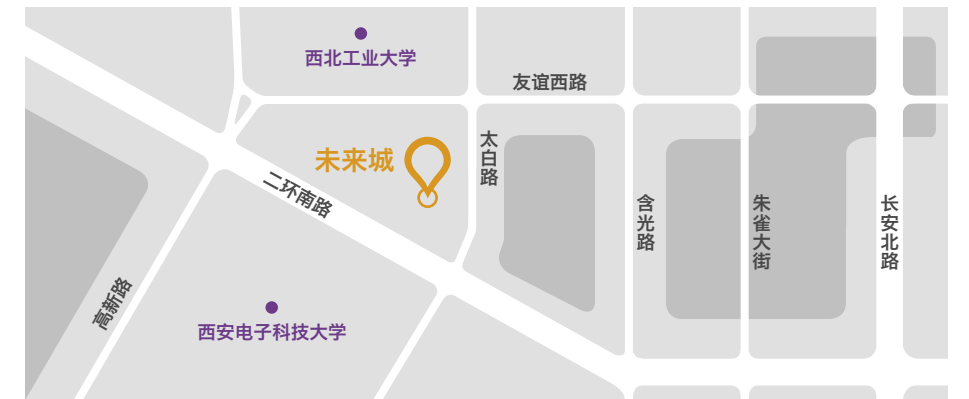 西北工业大学
友谊西路
太白路
未来城
二环南路
含光路
朱雀大街
长安北路
高新路
西安电子科技大学